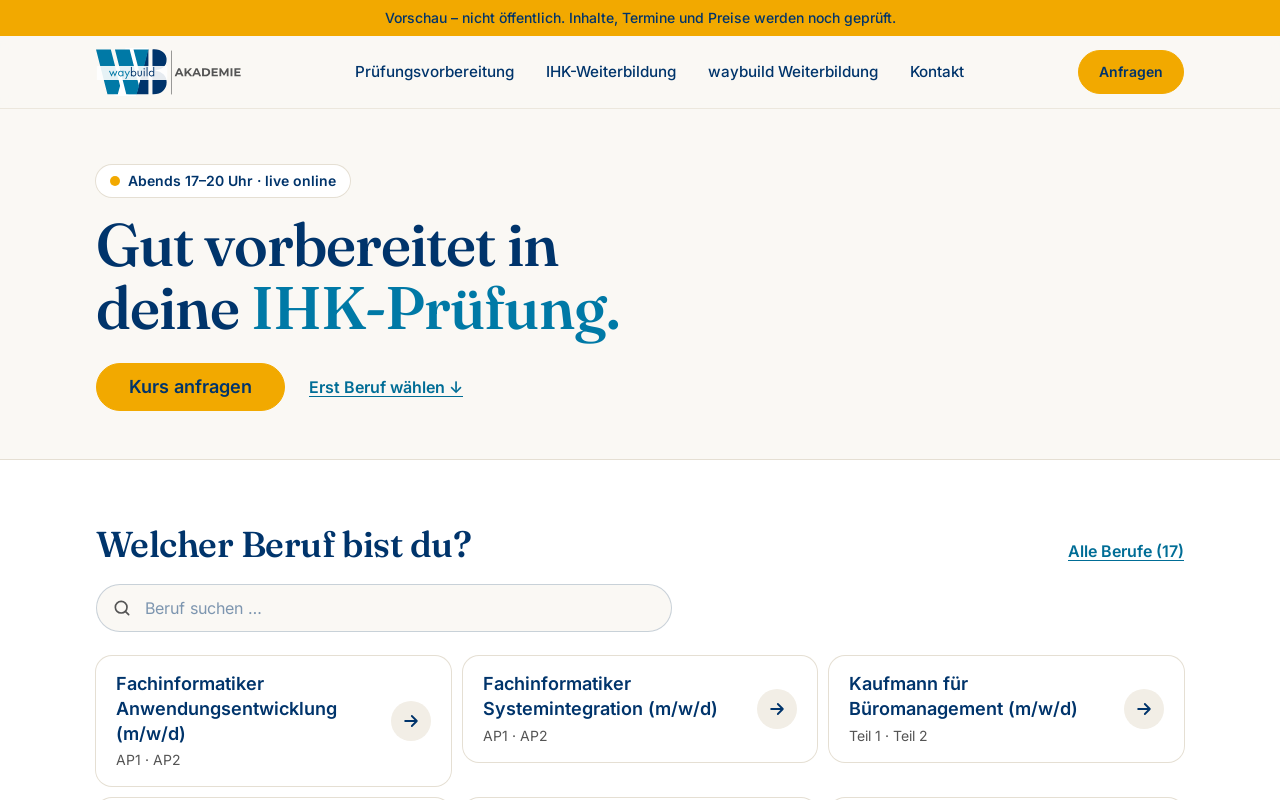 Vorschau – nicht öffentlich. Inhalte, Termine und Preise werden noch geprüft.
waybuild AKADEMIE
Prüfungsvorbereitung
IHK-Weiterbildung
waybuild Weiterbildung
Kontakt
Anfragen
Abends 17–20 Uhr · live online
Gut vorbereitet in
deine IHK-Prüfung.
Kurs anfragen
Erst Beruf wählen ↓
Welcher Beruf bist du?
Alle Berufe (17)
Beruf suchen …
Fachinformatiker
Anwendungsentwicklung
(m/w/d)
AP1 · AP2
Fachinformatiker
Systemintegration (m/w/d)
AP1 · AP2
Kaufmann für
Büromanagement (m/w/d)
Teil 1 · Teil 2